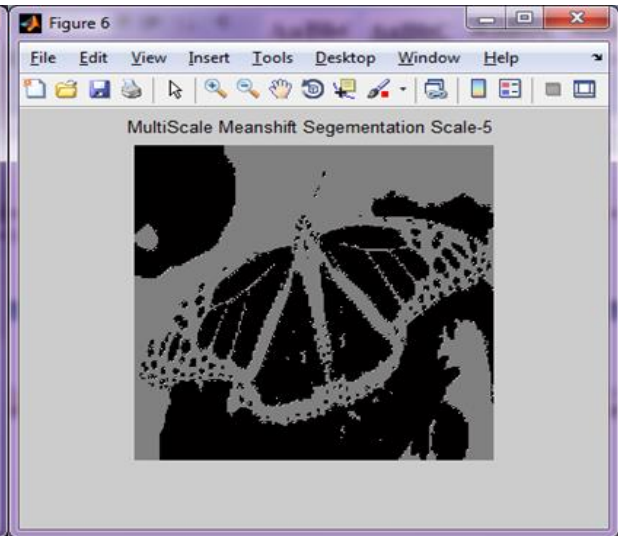 Figure 6
File Edit View Insert Tools Desktop Window Help
MultiScale Meanshift Segementation Scale-5